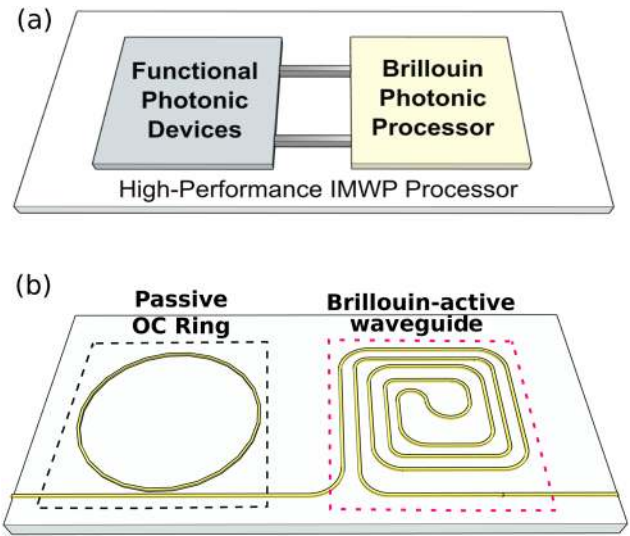 (a)
Functional
Photonic
Devices
Brillouin
Photonic
Processor
High-Performance IMWP Processor
(b)
Passive
OC Ring
Brillouin-active
waveguide